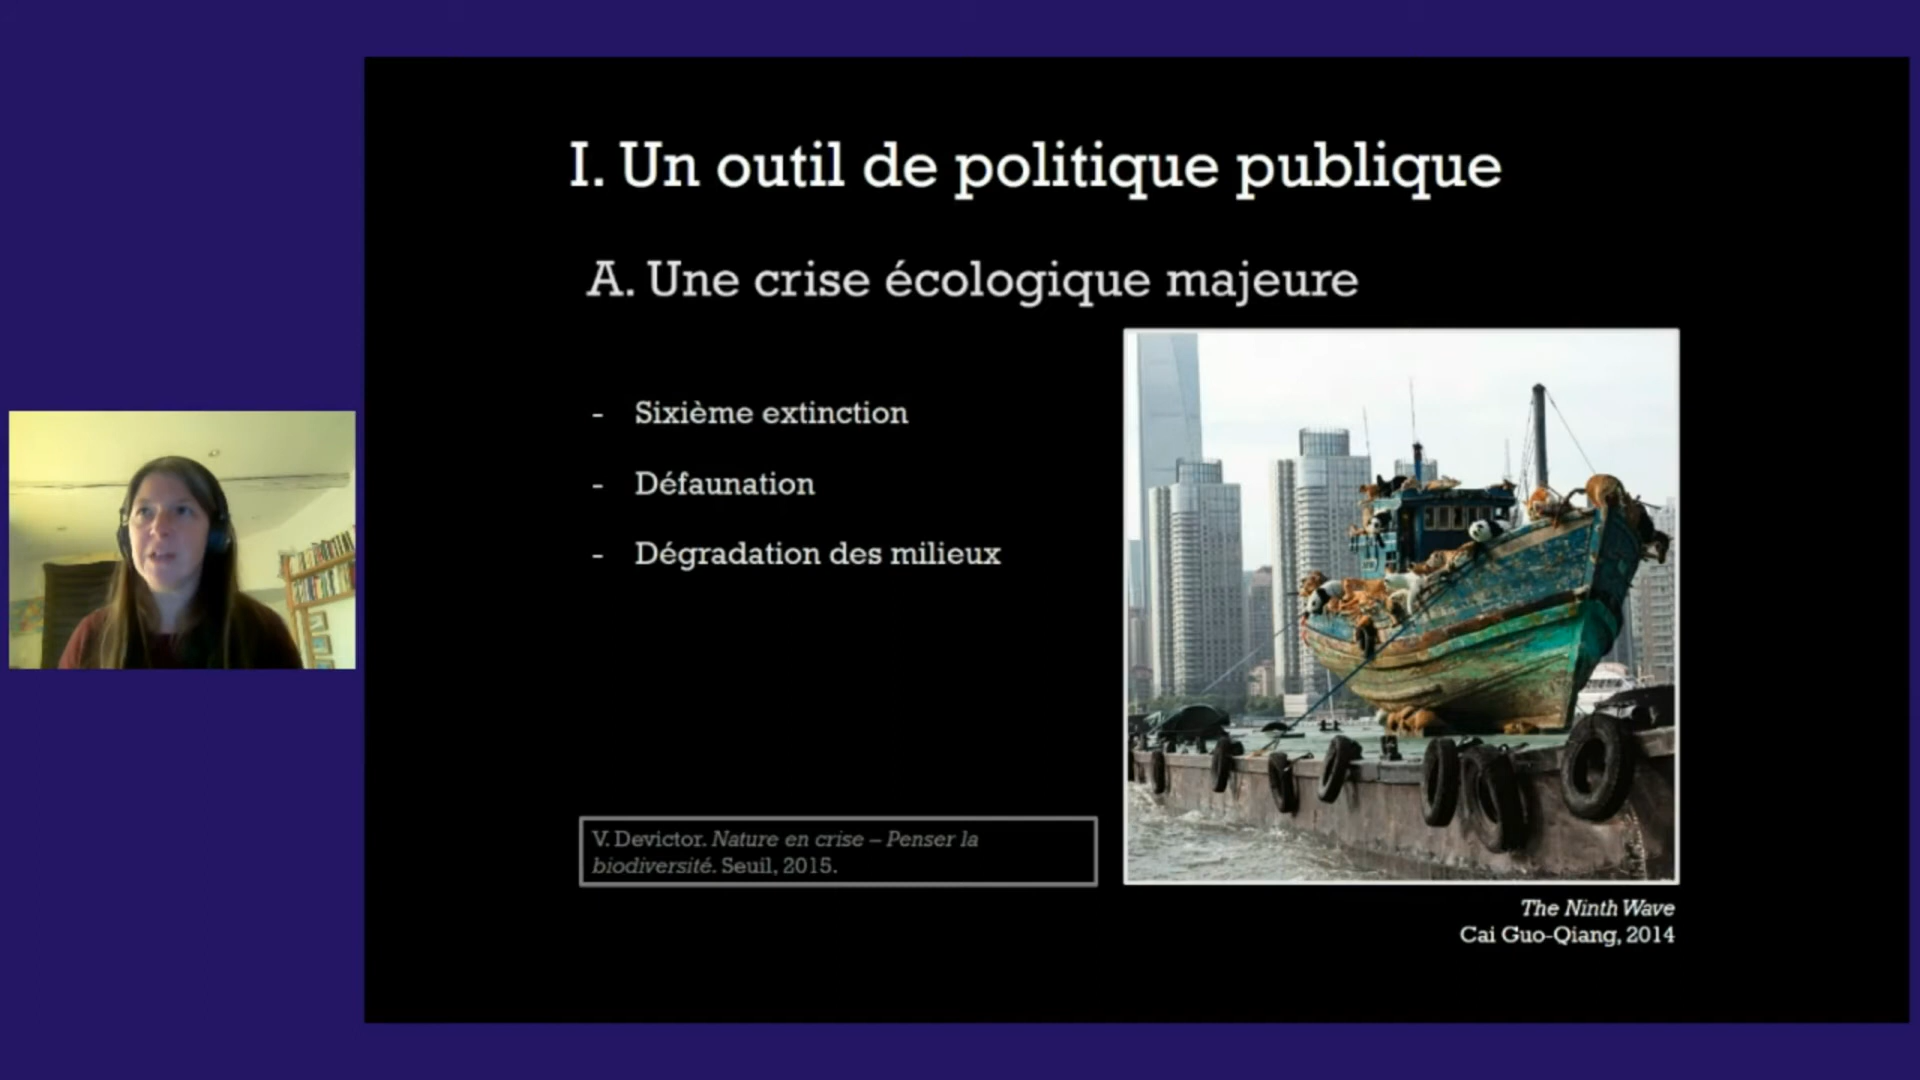 I. Un outil de politique publique
A. Une crise écologique majeure
- Sixième extinction
- Défaunation
- Dégradation des milieux
V. Devictor. Nature en crise – Penser la
biodiversité. Seuil, 2015.
The Ninth Wave
Cai Guo-Qiang, 2014